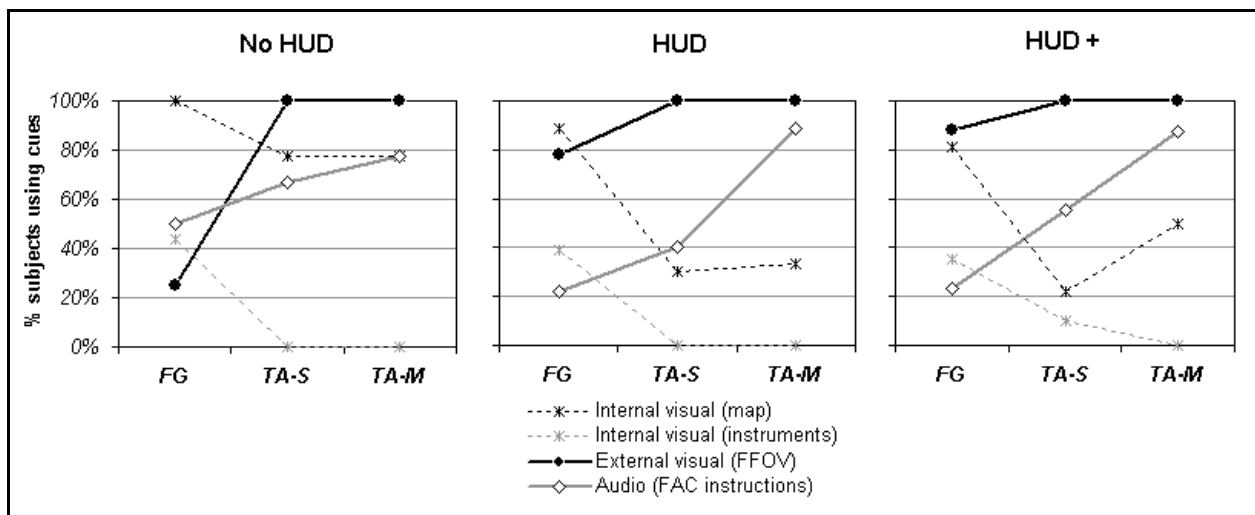 No HUD
HUD
HUD +
% subjects using cues
100%
80%
60%
40%
20%
0%
FG TA-S TA-M
FG TA-S TA-M
FG TA-S TA-M
Internal visual (map)
Internal visual (instruments)
External visual (FFOV)
Audio (FAC instructions)